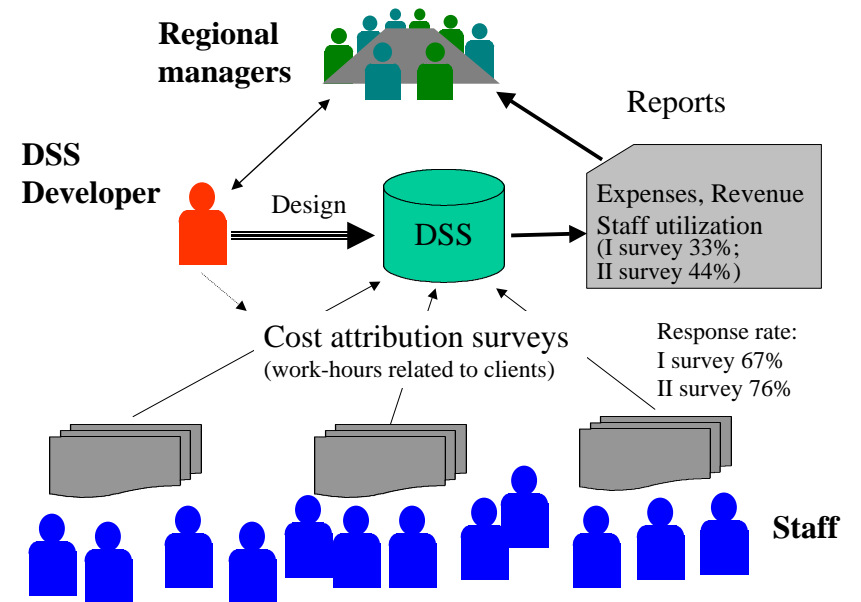 Regional
managers
Reports
DSS
Developer
Design
DSS
Expenses, Revenue
Staff utilization
(I survey 33%;
II survey 44%)
Cost attribution surveys
(work-hours related to clients)
Response rate:
I survey 67%
II survey 76%
Staff